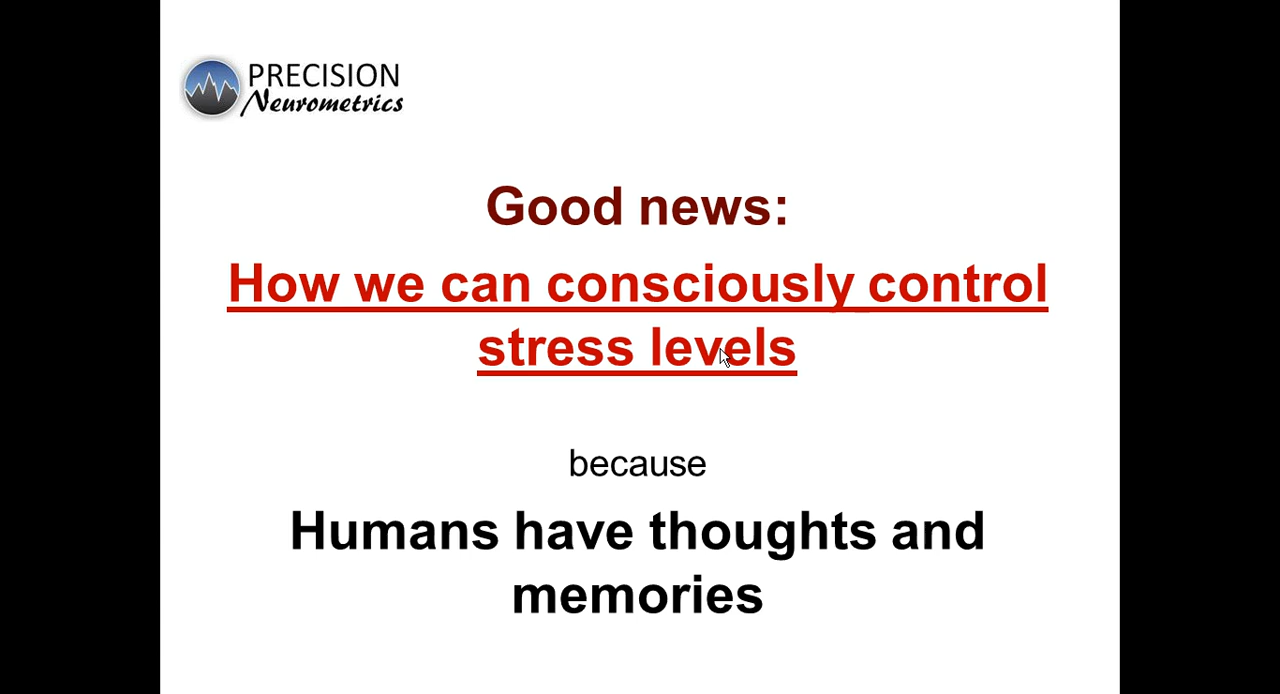 PRECISION
Neurometrics
Good news:
How we can consciously control
stress levels
because
Humans have thoughts and
memories